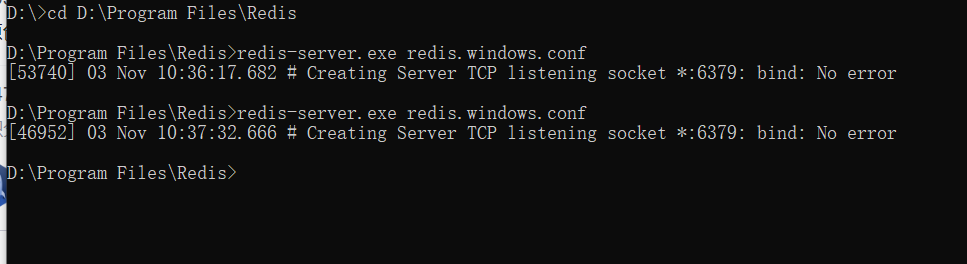 D:\>cd D:\Program Files\Redis
D:\Program Files\Redis>redis-server.exe redis.windows.conf
[53740] 03 Nov 10:36:17.682 # Creating Server TCP listening socket *:6379: bind: No error
D:\Program Files\Redis>redis-server.exe redis.windows.conf
[46952] 03 Nov 10:37:32.666 # Creating Server TCP listening socket *:6379: bind: No error
D:\Program Files\Redis>